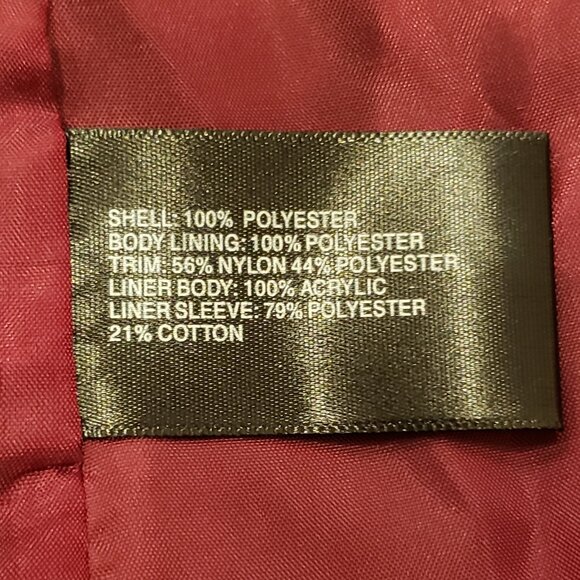 SHELL: 100% POLYESTER
BODY LINING: 100% POLYESTER
TRIM: 56% NYLON 44% POLYESTER
LINER BODY: 100% ACRYLIC
LINER SLEEVE: 79% POLYESTER
21% COTTON